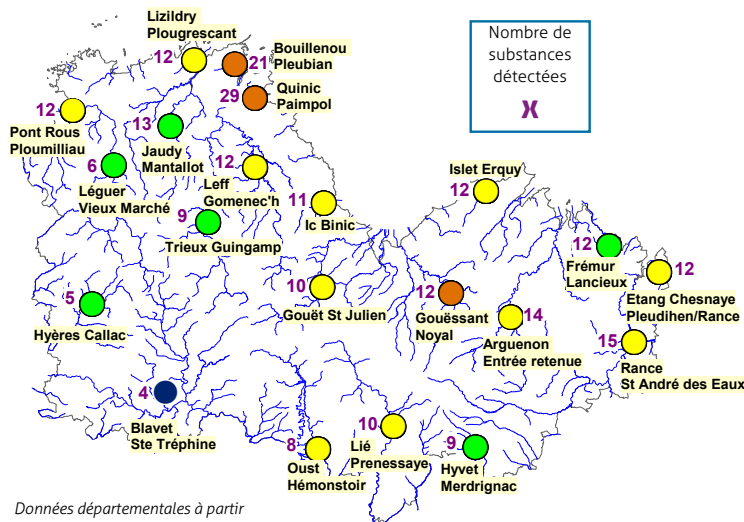 Lizildry
Plougrescant
12
Bouillenou
Pleubian
21
Quinic
Paimpol
29
Nombre de
substances
détectées
X
12
Pont Rous
Ploumilliau
13
Jaudy
Mantallot
6
Léguer
Vieux Marché
12
Leff
Gomenec'h
9
Trieux Guingamp
11
Ic Binic
Islet Erquy
12
12
Frémur
Lancieux
12
Etang Chesnaye
Pleudihen/Rance
5
Hyères Callac
10
Gouët St Julien
12
Gouëssant
Noyal
14
Arguenon
Entrée retenue
15
Rance
St André des Eaux
4
Blavet
Ste Tréphine
8
Oust
Hémonstoir
10
Lié
Prenessaye
9
Hyvet
Merdrignac
Données départementales à partir